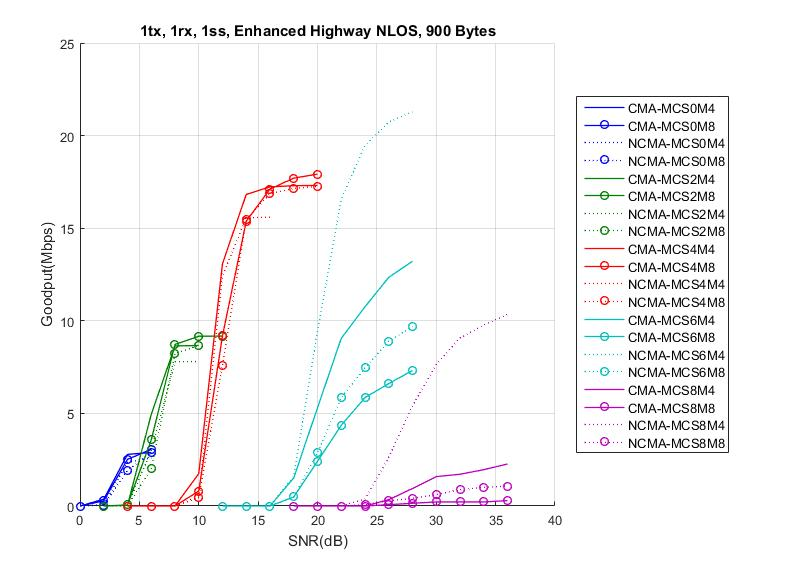 1tx, 1rx, 1ss, Enhanced Highway NLOS, 900 Bytes
25
20
15
10
5
0
Goodput(Mbps)
0 5 10 15 20 25 30 35 40
SNR(dB)
CMA-MCS0M4
CMA-MCS0M8
NCMA-MCS0M4
NCMA-MCS0M8
CMA-MCS2M4
CMA-MCS2M8
NCMA-MCS2M4
NCMA-MCS2M8
CMA-MCS4M4
CMA-MCS4M8
NCMA-MCS4M4
NCMA-MCS4M8
CMA-MCS6M4
CMA-MCS6M8
NCMA-MCS6M4
NCMA-MCS6M8
CMA-MCS8M4
CMA-MCS8M8
NCMA-MCS8M4
NCMA-MCS8M8